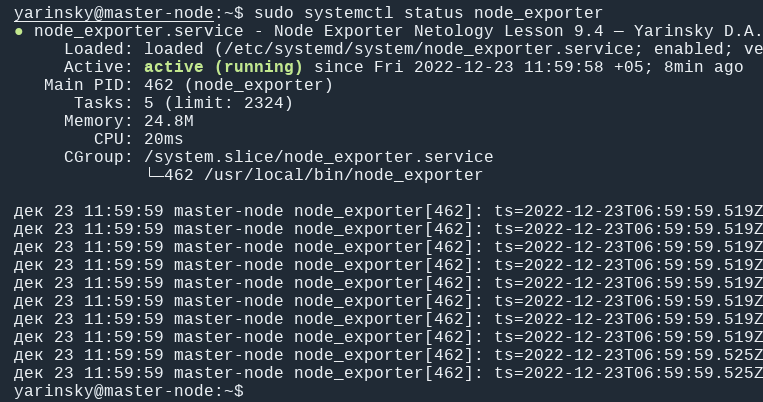 yarinsky@master-node:~$ sudo systemctl status node_exporter
● node_exporter.service - Node Exporter Netology Lesson 9.4 — Yarinsky D.A.
Loaded: loaded (/etc/systemd/system/node_exporter.service; enabled; ve
Active: active (running) since Fri 2022-12-23 11:59:58 +05; 8min ago
Main PID: 462 (node_exporter)
Tasks: 5 (limit: 2324)
Memory: 24.8M
CPU: 20ms
CGroup: /system.slice/node_exporter.service
└─462 /usr/local/bin/node_exporter
дек 23 11:59:59 master-node node_exporter[462]: ts=2022-12-23T06:59:59.519Z
дек 23 11:59:59 master-node node_exporter[462]: ts=2022-12-23T06:59:59.519Z
дек 23 11:59:59 master-node node_exporter[462]: ts=2022-12-23T06:59:59.519Z
дек 23 11:59:59 master-node node_exporter[462]: ts=2022-12-23T06:59:59.519Z
дек 23 11:59:59 master-node node_exporter[462]: ts=2022-12-23T06:59:59.519Z
дек 23 11:59:59 master-node node_exporter[462]: ts=2022-12-23T06:59:59.519Z
дек 23 11:59:59 master-node node_exporter[462]: ts=2022-12-23T06:59:59.519Z
дек 23 11:59:59 master-node node_exporter[462]: ts=2022-12-23T06:59:59.519Z
дек 23 11:59:59 master-node node_exporter[462]: ts=2022-12-23T06:59:59.525Z
дек 23 11:59:59 master-node node_exporter[462]: ts=2022-12-23T06:59:59.525Z
yarinsky@master-node:~$